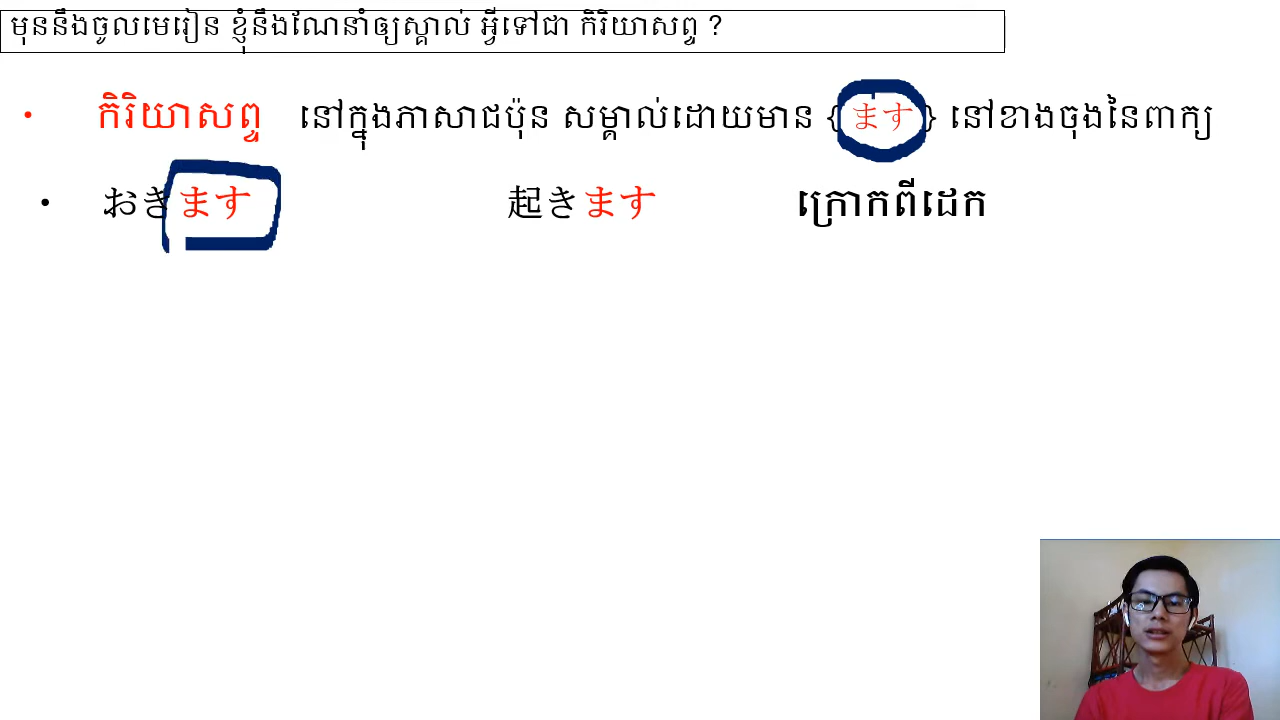 មុននឹងចូលមេរៀន ខ្ញុំនឹងណែនាំឲ្យស្គាល់ អ្វីទៅជា កិរិយាសព្ទ ?
• កិរិយាសព្ទ នៅក្នុងភាសាជប៉ុន សម្គាល់ដោយមាន {ます} នៅខាងចុងនៃពាក្យ
• おきます 起きます ក្រោកពីដេក